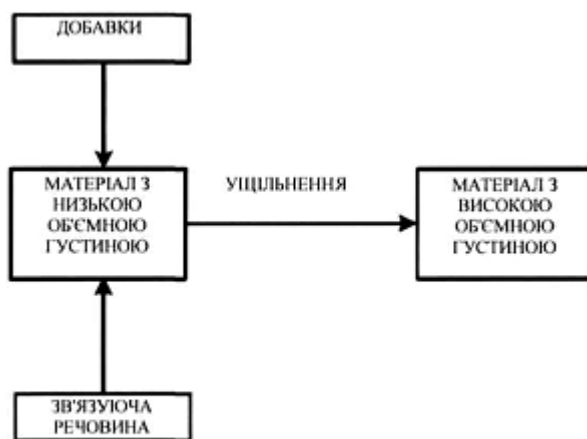 ДОБАВКИ
МАТЕРІАЛ З
НИЗЬКОЮ
ОБ'ЄМНОЮ
ГУСТИНОЮ
УЩІЛЬНЕННЯ
МАТЕРІАЛ З
ВИСОКОЮ
ОБ'ЄМНОЮ
ГУСТИНОЮ
ЗВ'ЯЗУЮЧА
РЕЧОВИНА